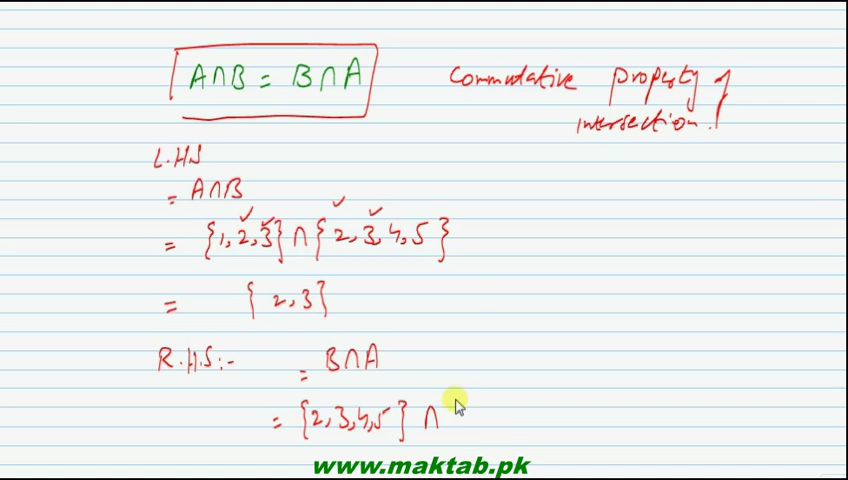 A∩B = B∩A
Commutative property of
intersection.
L.H.S
= A∩B
= {1,2,3} ∩ {2,3,4,5}
= {2,3}
R.H.S:-
= B∩A
= {2,3,4,5} ∩
www.maktab.pk